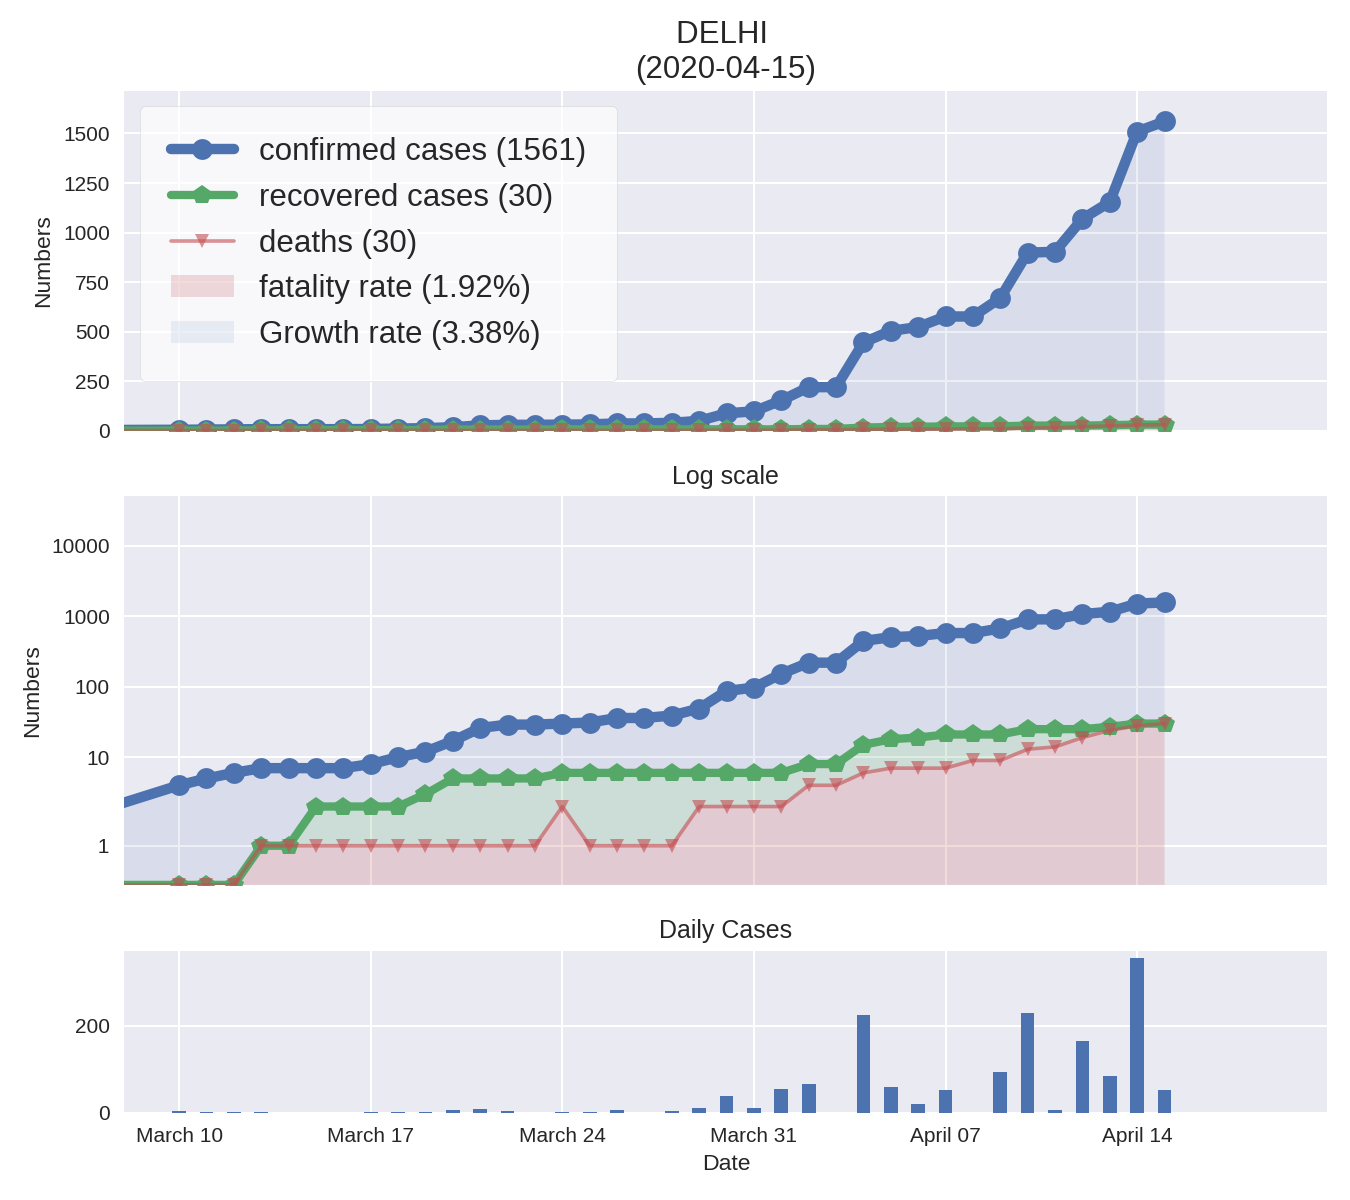 DELHI
(2020-04-15)
1500
1250
1000
750
500
250
0
Numbers
confirmed cases (1561)
recovered cases (30)
deaths (30)
fatality rate (1.92%)
Growth rate (3.38%)
Log scale
10000
1000
100
10
1
Numbers
Daily Cases
200
0
March 10 March 17 March 24 March 31 April 07 April 14
Date